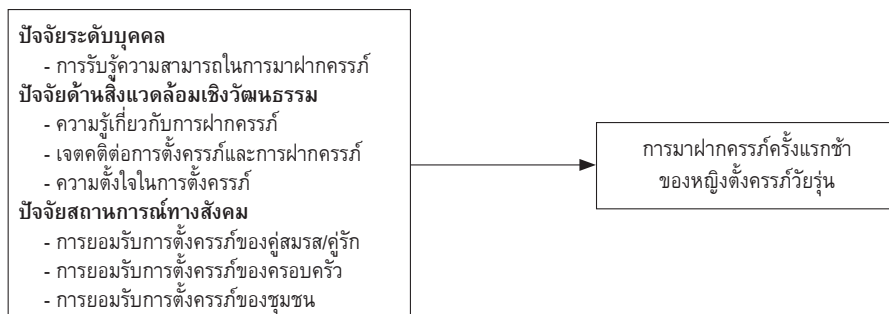 ปัจจัยระดับบุคคล
- การรับรู้ความสามารถในการมาฝากครรภ์
ปัจจัยด้านสิ่งแวดล้อมเชิงวัฒนธรรม
- ความรู้เกี่ยวกับการฝากครรภ์
- เจตคติต่อการตั้งครรภ์และการฝากครรภ์
- ความตั้งใจในการตั้งครรภ์
ปัจจัยสถานการณ์ทางสังคม
- การยอมรับการตั้งครรภ์ของคู่สมรส/คู่รัก
- การยอมรับการตั้งครรภ์ของครอบครัว
- การยอมรับการตั้งครรภ์ของชุมชน
การมาฝากครรภ์ครั้งแรกช้า
ของหญิงตั้งครรภ์วัยรุ่น